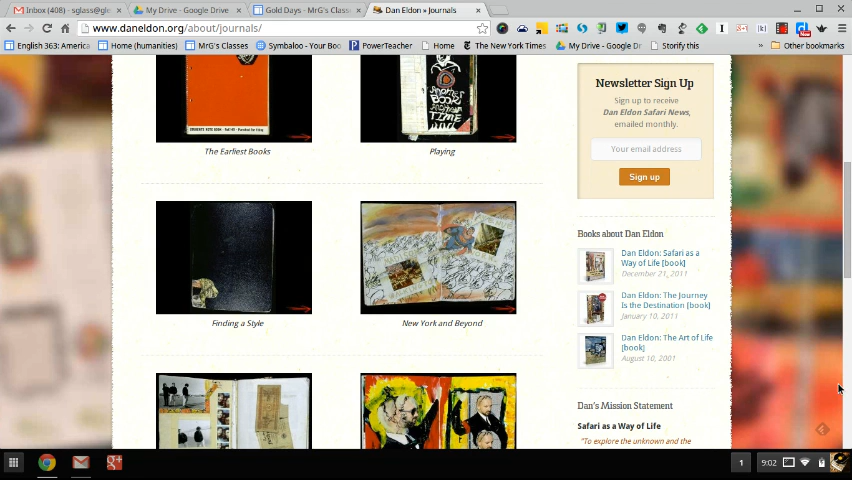 Inbox (408) - sglass@gle
My Drive - Google Drive
Gold Days - MrG's Class
Dan Eldon » Journals
www.daneldon.org/about/journals/
English 363: America
Home (humanities)
MrG's Classes
Symbaloo - Your Boo
PowerTeacher
Home
The New York Times
My Drive - Google Dr
Storify this
»
Other bookmarks
The Earliest Books
ANOTHER
BOOK
ANOTHER
TIME
Playing
Finding a Style
New York and Beyond
Newsletter Sign Up
Sign up to receive
Dan Eldon Safari News,
emailed monthly.
Your email address
Sign up
Books about Dan Eldon
Dan Eldon: Safari as a
Way of Life [book]
December 21, 2011
Dan Eldon: The Journey
Is the Destination [book]
January 10, 2011
Dan Eldon: The Art of Life
[book]
August 10, 2001
Dan's Mission Statement
Safari as a Way of Life
"To explore the unknown and the
1
9:02